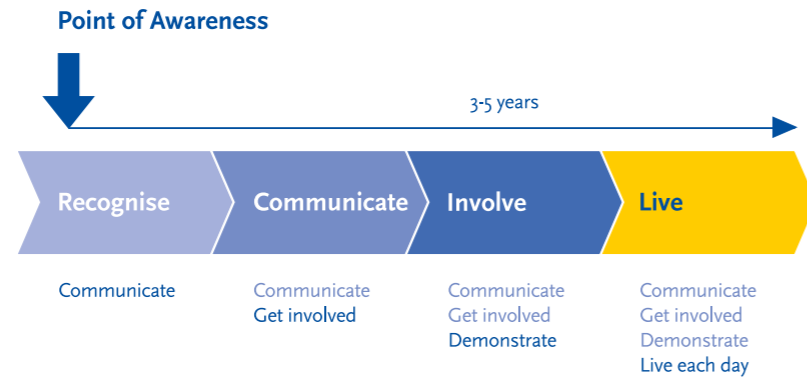 Point of Awareness
3-5 years
Recognise
Communicate
Involve
Live
Communicate
Communicate
Get involved
Communicate
Get involved
Demonstrate
Communicate
Get involved
Demonstrate
Live each day